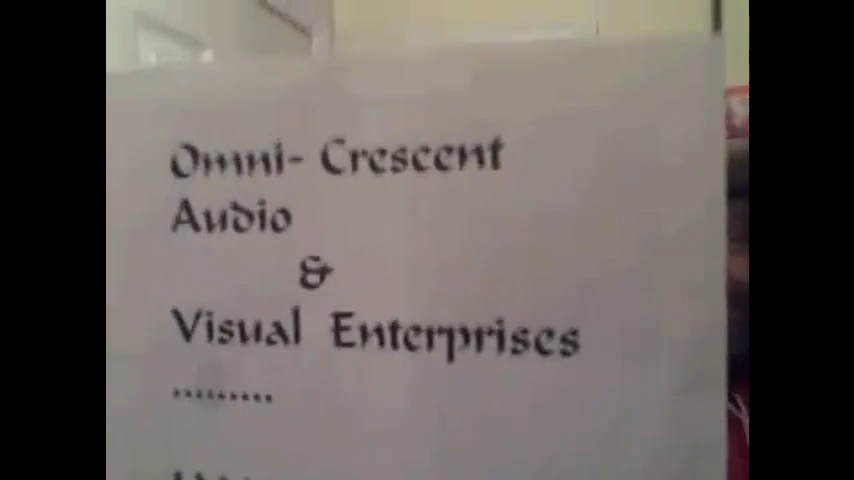 Omni- Crescent
Audio
&
Visual Enterprises
.........